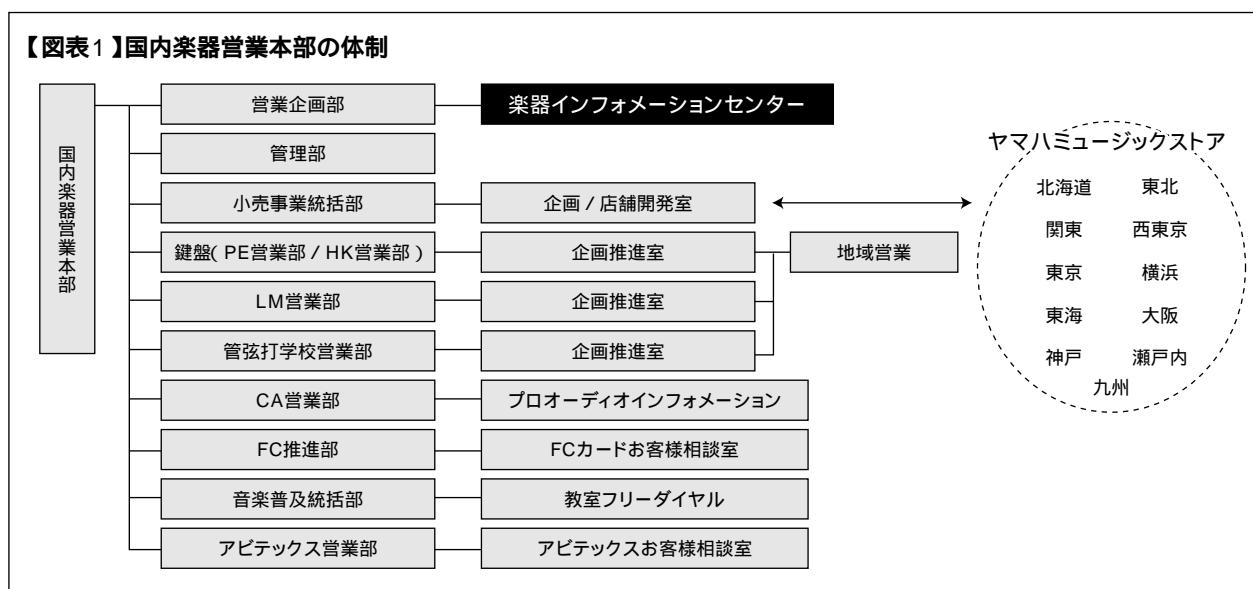 【図表1】国内楽器営業本部の体制
国内楽器営業本部
営業企画部
楽器インフォメーションセンター
管理部
小売事業統括部
企画 / 店舗開発室
鍵盤( PE営業部 / HK営業部 )
企画推進室
地域営業
LM営業部
企画推進室
管弦打学校営業部
企画推進室
CA営業部
プロオーディオインフォメーション
FC推進部
FCカードお客様相談室
音楽普及統括部
教室フリーダイヤル
アビテックス営業部
アビテックスお客様相談室
ヤマハミュージックストア
北海道 東北
関東 西東京
東京 横浜
東海 大阪
神戸 瀬戸内
九州